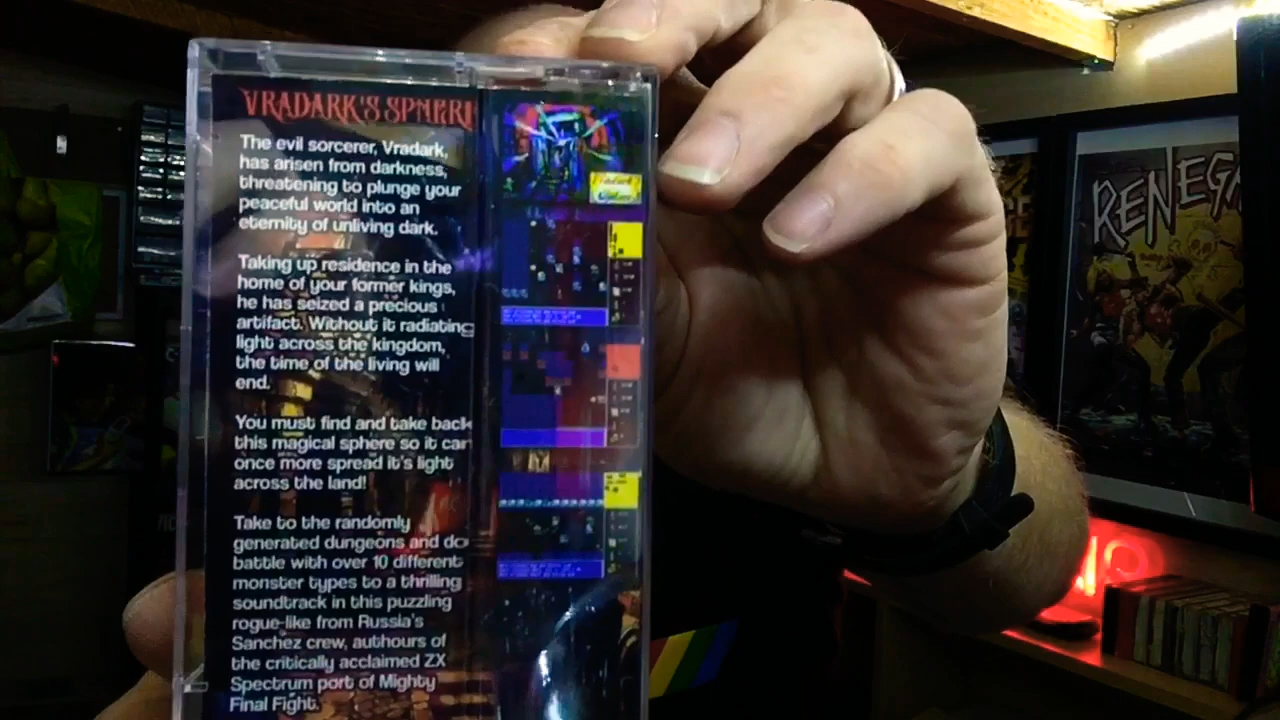 VRADARK'S SPHERE
The evil sorcerer, Vradark,
has arisen from darkness,
threatening to plunge your
peaceful world into an
eternity of unliving dark.
Taking up residence in the
home of your former kings,
he has seized a precious
artifact. Without it radiating
light across the kingdom,
the time of the living will
end.
You must find and take back
this magical sphere so it can
once more spread it's light
across the land!
Take to the randomly
generated dungeons and do
battle with over 10 different
monster types to a thrilling
soundtrack in this puzzling
rogue-like from Russia's
Sanchez crew, authours of
the critically acclaimed ZX
Spectrum port of Mighty
Final Fight.
RENEGA